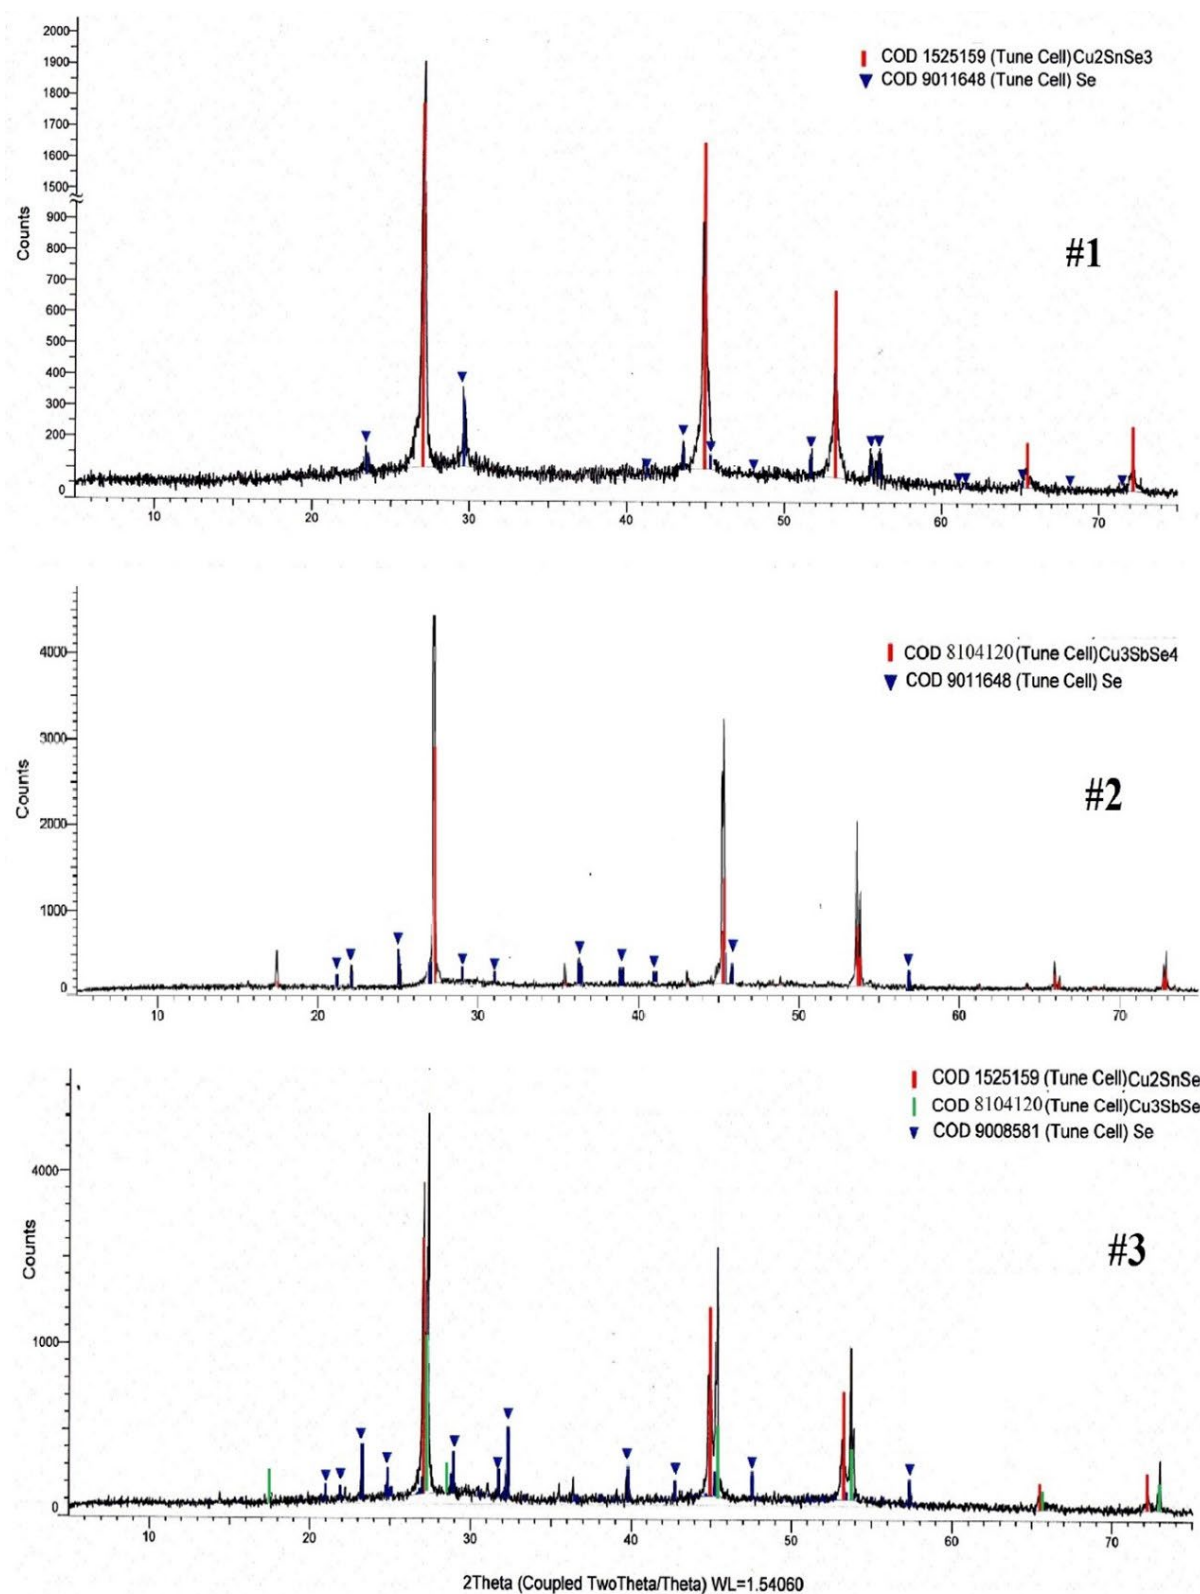 2000
1900
1800
1700
1600
1500
900
800
700
600
500
400
300
200
0
Counts
COD 1525159 (Tune Cell)Cu2SnSe3
COD 9011648 (Tune Cell) Se
#1
10 20 30 40 50 60 70
4000
3000
2000
1000
0
Counts
COD 8104120(Tune Cell)Cu3SbSe4
COD 9011648 (Tune Cell) Se
#2
10 20 30 40 50 60 70
4000
1000
0
Counts
COD 1525159 (Tune Cell)Cu2SnSe
COD 8104120(Tune Cell)Cu3SbSe
COD 9008581 (Tune Cell) Se
#3
10 20 30 40 50 60 70
2Theta (Coupled TwoTheta/Theta) WL=1.54060